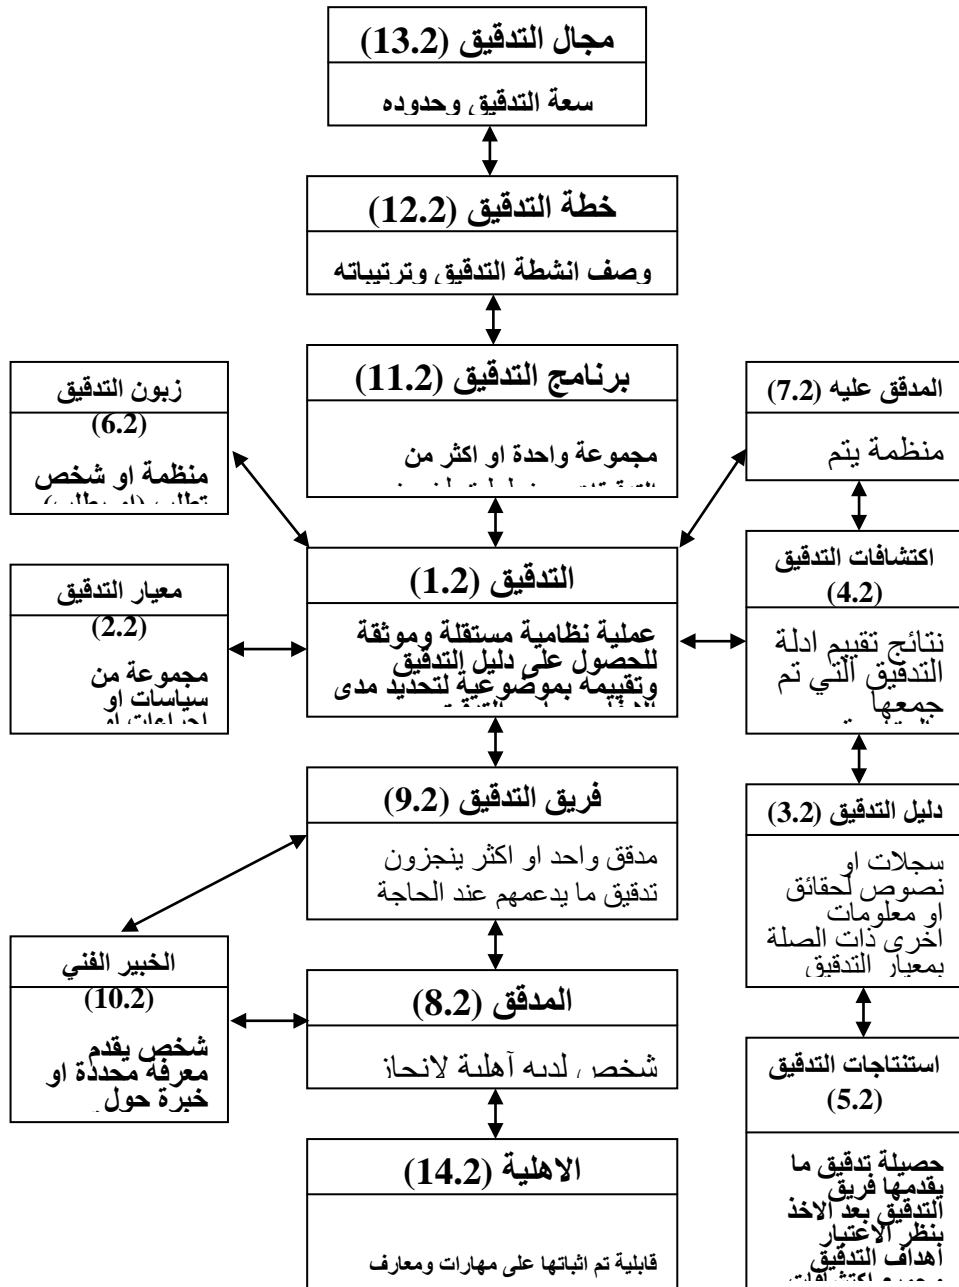 مجال التدقيق (13.2)
سعة التدقيق وحدوده
خطة التدقيق (12.2)
وصف انشطة التدقيق وترتيباته
برنامج التدقيق (11.2)
مجموعة واحدة او اكثر من
زبون التدقيق
(6.2)
منظمة او شخص
تطلب (او يطلب)
المدقق عليه (7.2)
منظمة يتم
التدقيق (1.2)
عملية نظامية مستقلة وموثقة
للحصول على دليل التدقيق
وتقييمه بموضوعية لتحديد مدى
معيار التدقيق
(2.2)
مجموعة من
سياسات او
اجراءات او
اكتشافات التدقيق
(4.2)
نتائج تقييم ادلة
التدقيق التي تم
جمعها
فريق التدقيق (9.2)
مدقق واحد او اكثر ينجزون
تدقيق ما يدعمهم عند الحاجة
دليل التدقيق (3.2)
سجلات او
نصوص لحقائق
او معلومات
اخرى ذات الصلة
بمعيار التدقيق
الخبير الفني
(10.2)
شخص يقدم
معرفة محددة او
خبرة حول
المدقق (8.2)
شخص لديه آهلية لانجاز
استنتاجات التدقيق
(5.2)
حصيلة تدقيق ما
يقدمها فريق
التدقيق بعد الاخذ
بنظر الاعتبار
أهداف التدقيق
وجميع اكتشافات
الاهلية (14.2)
قابلية تم اثباتها على مهارات ومعارف